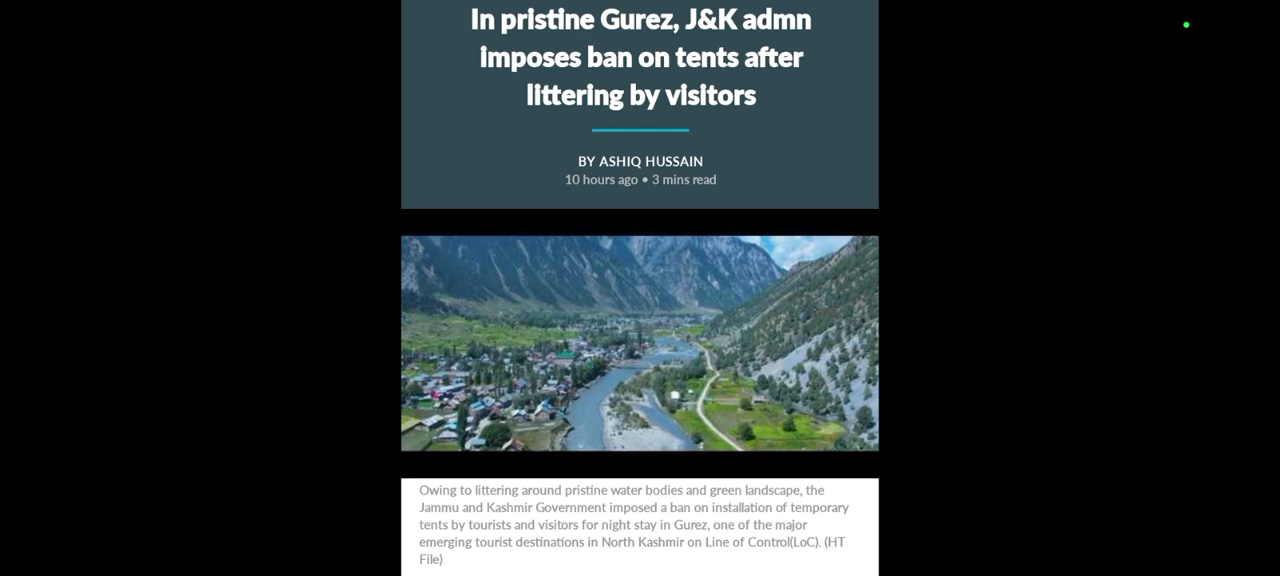 In pristine Gurez, J&K admn
imposes ban on tents after
littering by visitors
BY ASHIQ HUSSAIN
10 hours ago • 3 mins read
Owing to littering around pristine water bodies and green landscape, the
Jammu and Kashmir Government imposed a ban on installation of temporary
tents by tourists and visitors for night stay in Gurez, one of the major
emerging tourist destinations in North Kashmir on Line of Control(LoC). (HT
File)